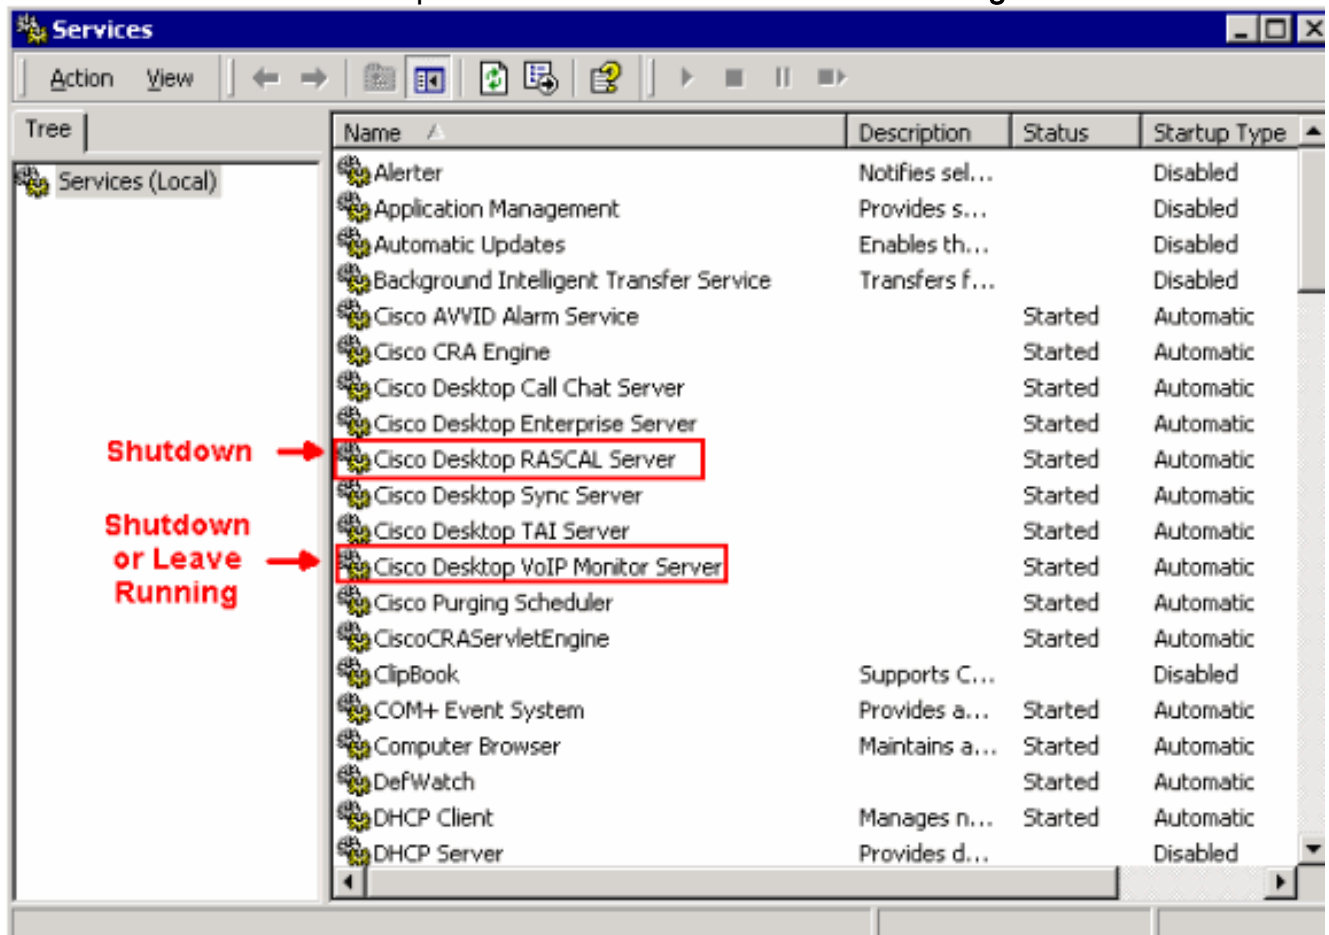 Services
Action View
Tree
Name Description Status Startup Type
Services (Local)
Alerter Notifies sel... Disabled
Application Management Provides s... Disabled
Automatic Updates Enables th... Disabled
Background Intelligent Transfer Service Transfers f... Disabled
Cisco AVVID Alarm Service Started Automatic
Cisco CRA Engine Started Automatic
Cisco Desktop Call Chat Server Started Automatic
Cisco Desktop Enterprise Server Started Automatic
Shutdown
Cisco Desktop RASCAL Server Started Automatic
Cisco Desktop Sync Server Started Automatic
Cisco Desktop TAI Server Started Automatic
Shutdown
or Leave
Running
Cisco Desktop VoIP Monitor Server Started Automatic
Cisco Purging Scheduler Started Automatic
CiscoCRAServletEngine Started Automatic
ClipBook Supports C... Disabled
COM+ Event System Provides a... Started Automatic
Computer Browser Maintains a... Started Automatic
DefWatch Started Automatic
DHCP Client Manages n... Started Automatic
DHCP Server Provides d... Disabled